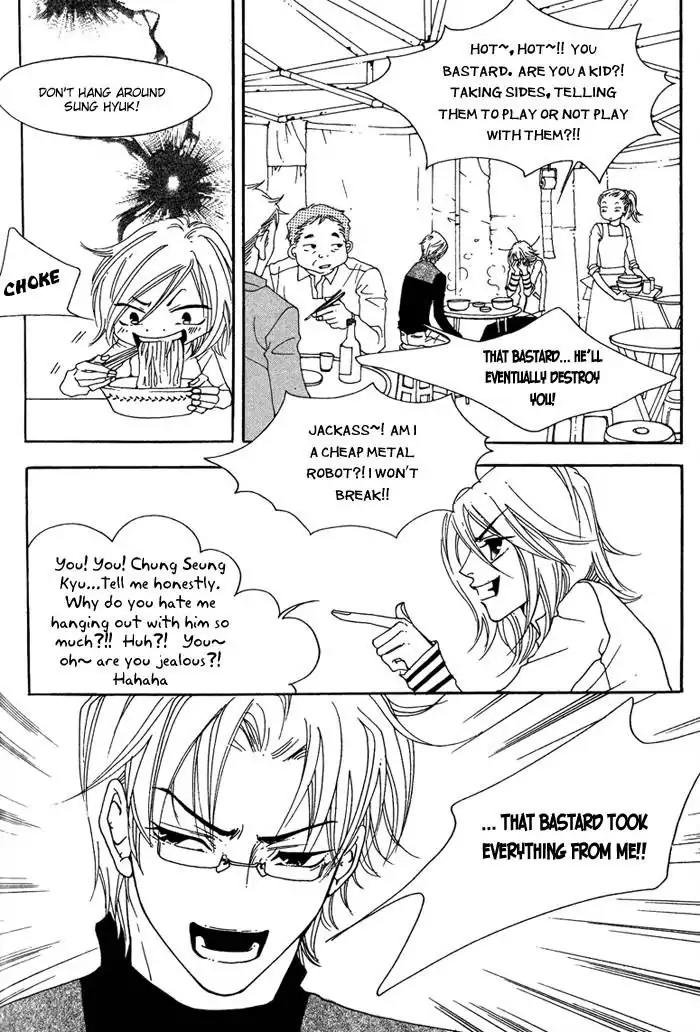 DON'T HANG AROUND
SUNG HYUK!
CHOKE
HOT~, HOT~!! YOU
BASTARD. ARE YOU A KID?!
TAKING SIDES, TELLING
THEM TO PLAY OR NOT PLAY
WITH THEM?!!
THAT BASTARD... HE'LL
EVENTUALLY DESTROY
YOU!
JACKASS~! AM I
A CHEAP METAL
ROBOT?! I WON'T
BREAK!!
You! You! Chung Seung
Kyu...Tell me honestly.
Why do you hate me
hanging out with him so
much?!! Huh?! You~
oh~ are you jealous?!
Hahaha
... THAT BASTARD TOOK
EVERYTHING FROM ME!!